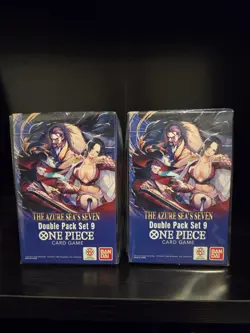 THE AZURE SEA'S SEVEN
Double Pack Set 9
ONE PIECE
CARD GAME
BANDAI
THE AZURE SEA'S SEVEN
Double Pack Set 9
ONE PIECE
CARD GAME
BANDAI